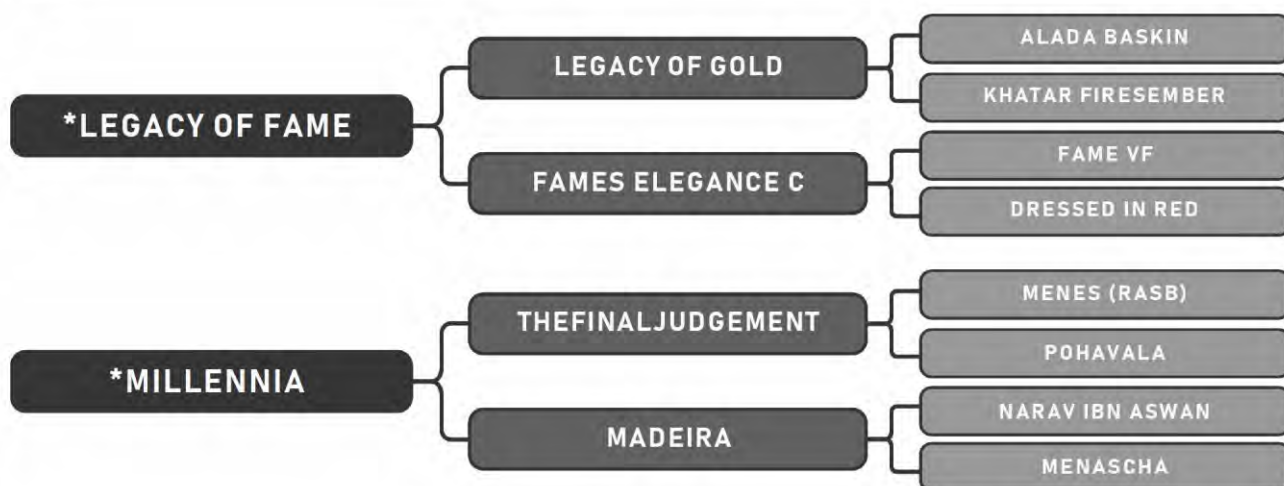 ALADA BASKIN
LEGACY OF GOLD
KHATAR FIRESEMBER
*LEGACY OF FAME
FAME VF
FAMES ELEGANCE C
DRESSED IN RED
MENES (RASB)
THEFINALJUDGEMENT
POHAVALA
*MILLENNIA
NARAV IBN ASWAN
MADEIRA
MENASCHA